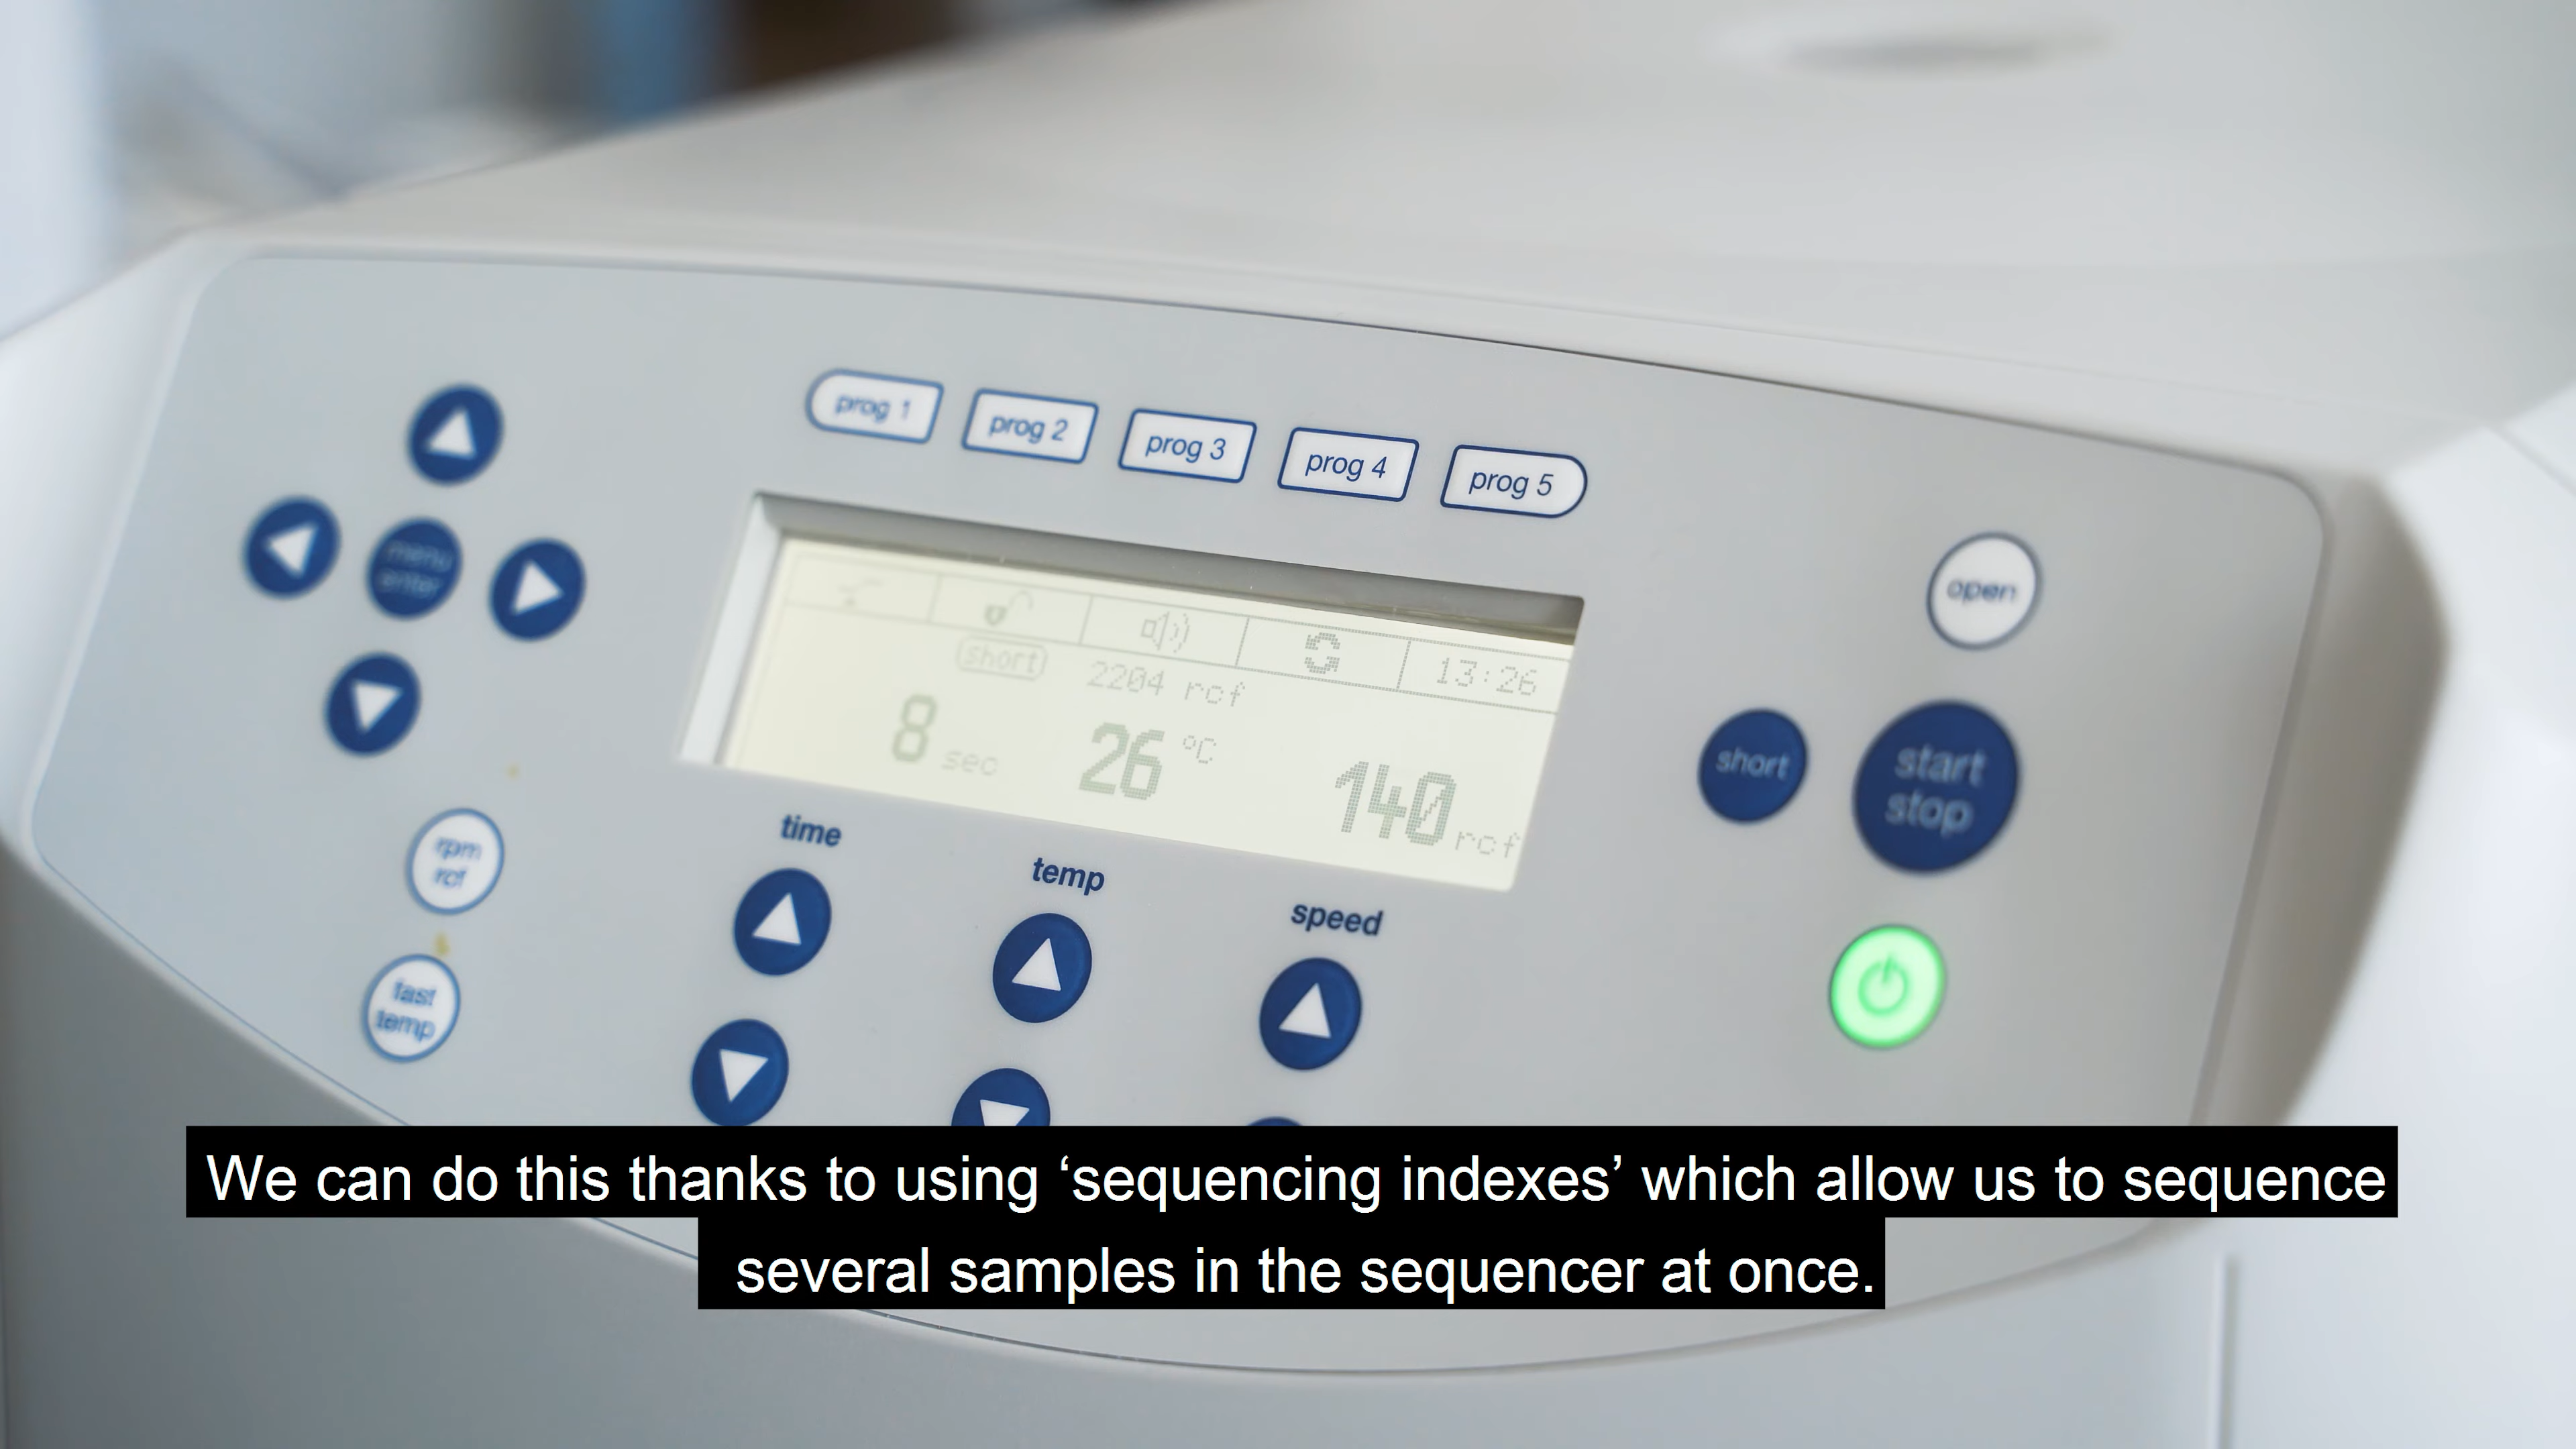 prog 1
prog 2
prog 3
prog 4
prog 5
menu
enter
open
13:26
short
2204 rcf
8 sec
26 °C
140 rcf
short
start
stop
time
temp
speed
rpm
rcf
fast
temp
We can do this thanks to using ‘sequencing indexes’ which allow us to sequence
several samples in the sequencer at once.